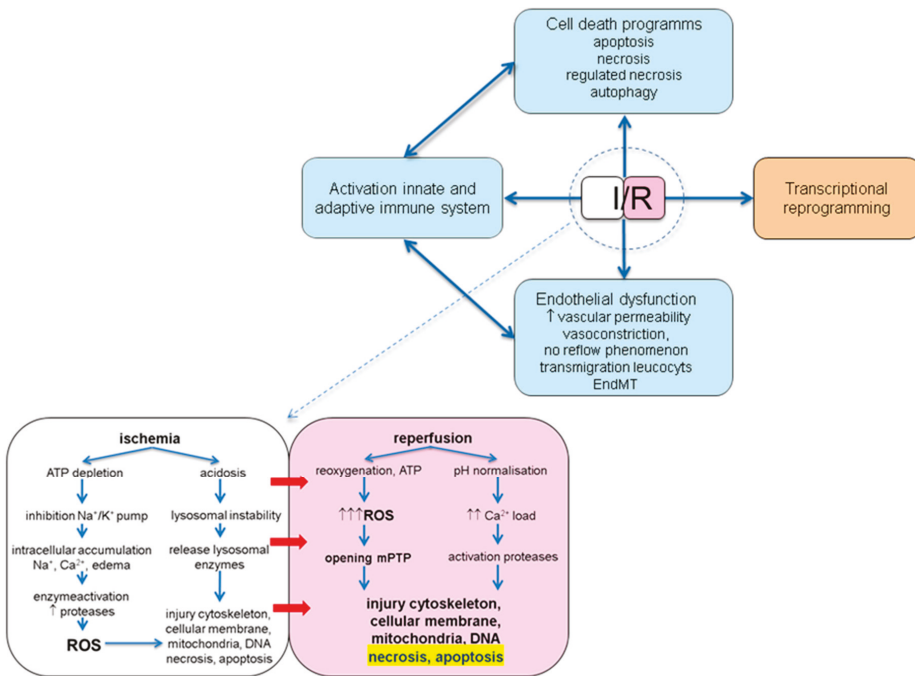 Cell death programms
apoptosis
necrosis
regulated necrosis
autophagy
Activation innate and
adaptive immune system
I/R
Transcriptional
reprogramming
Endothelial dysfunction
↑ vascular permeability
vasoconstriction,
no reflow phenomenon
transmigration leucocyts
EndMT
ischemia
ATP depletion
inhibition Na⁺/K⁺ pump
intracellular accumulation
Na⁺, Ca²⁺, edema
enzymeactivation
↑ proteases
ROS
acidosis
lysosomal instability
release lysosomal
enzymes
injury cytoskeleton,
cellular membrane,
mitochondria, DNA
necrosis, apoptosis
reperfusion
reoxygenation, ATP
↑↑↑ROS
opening mPTP
pH normalisation
↑↑ Ca²⁺ load
activation proteases
injury cytoskeleton,
cellular membrane,
mitochondria, DNA
necrosis, apoptosis